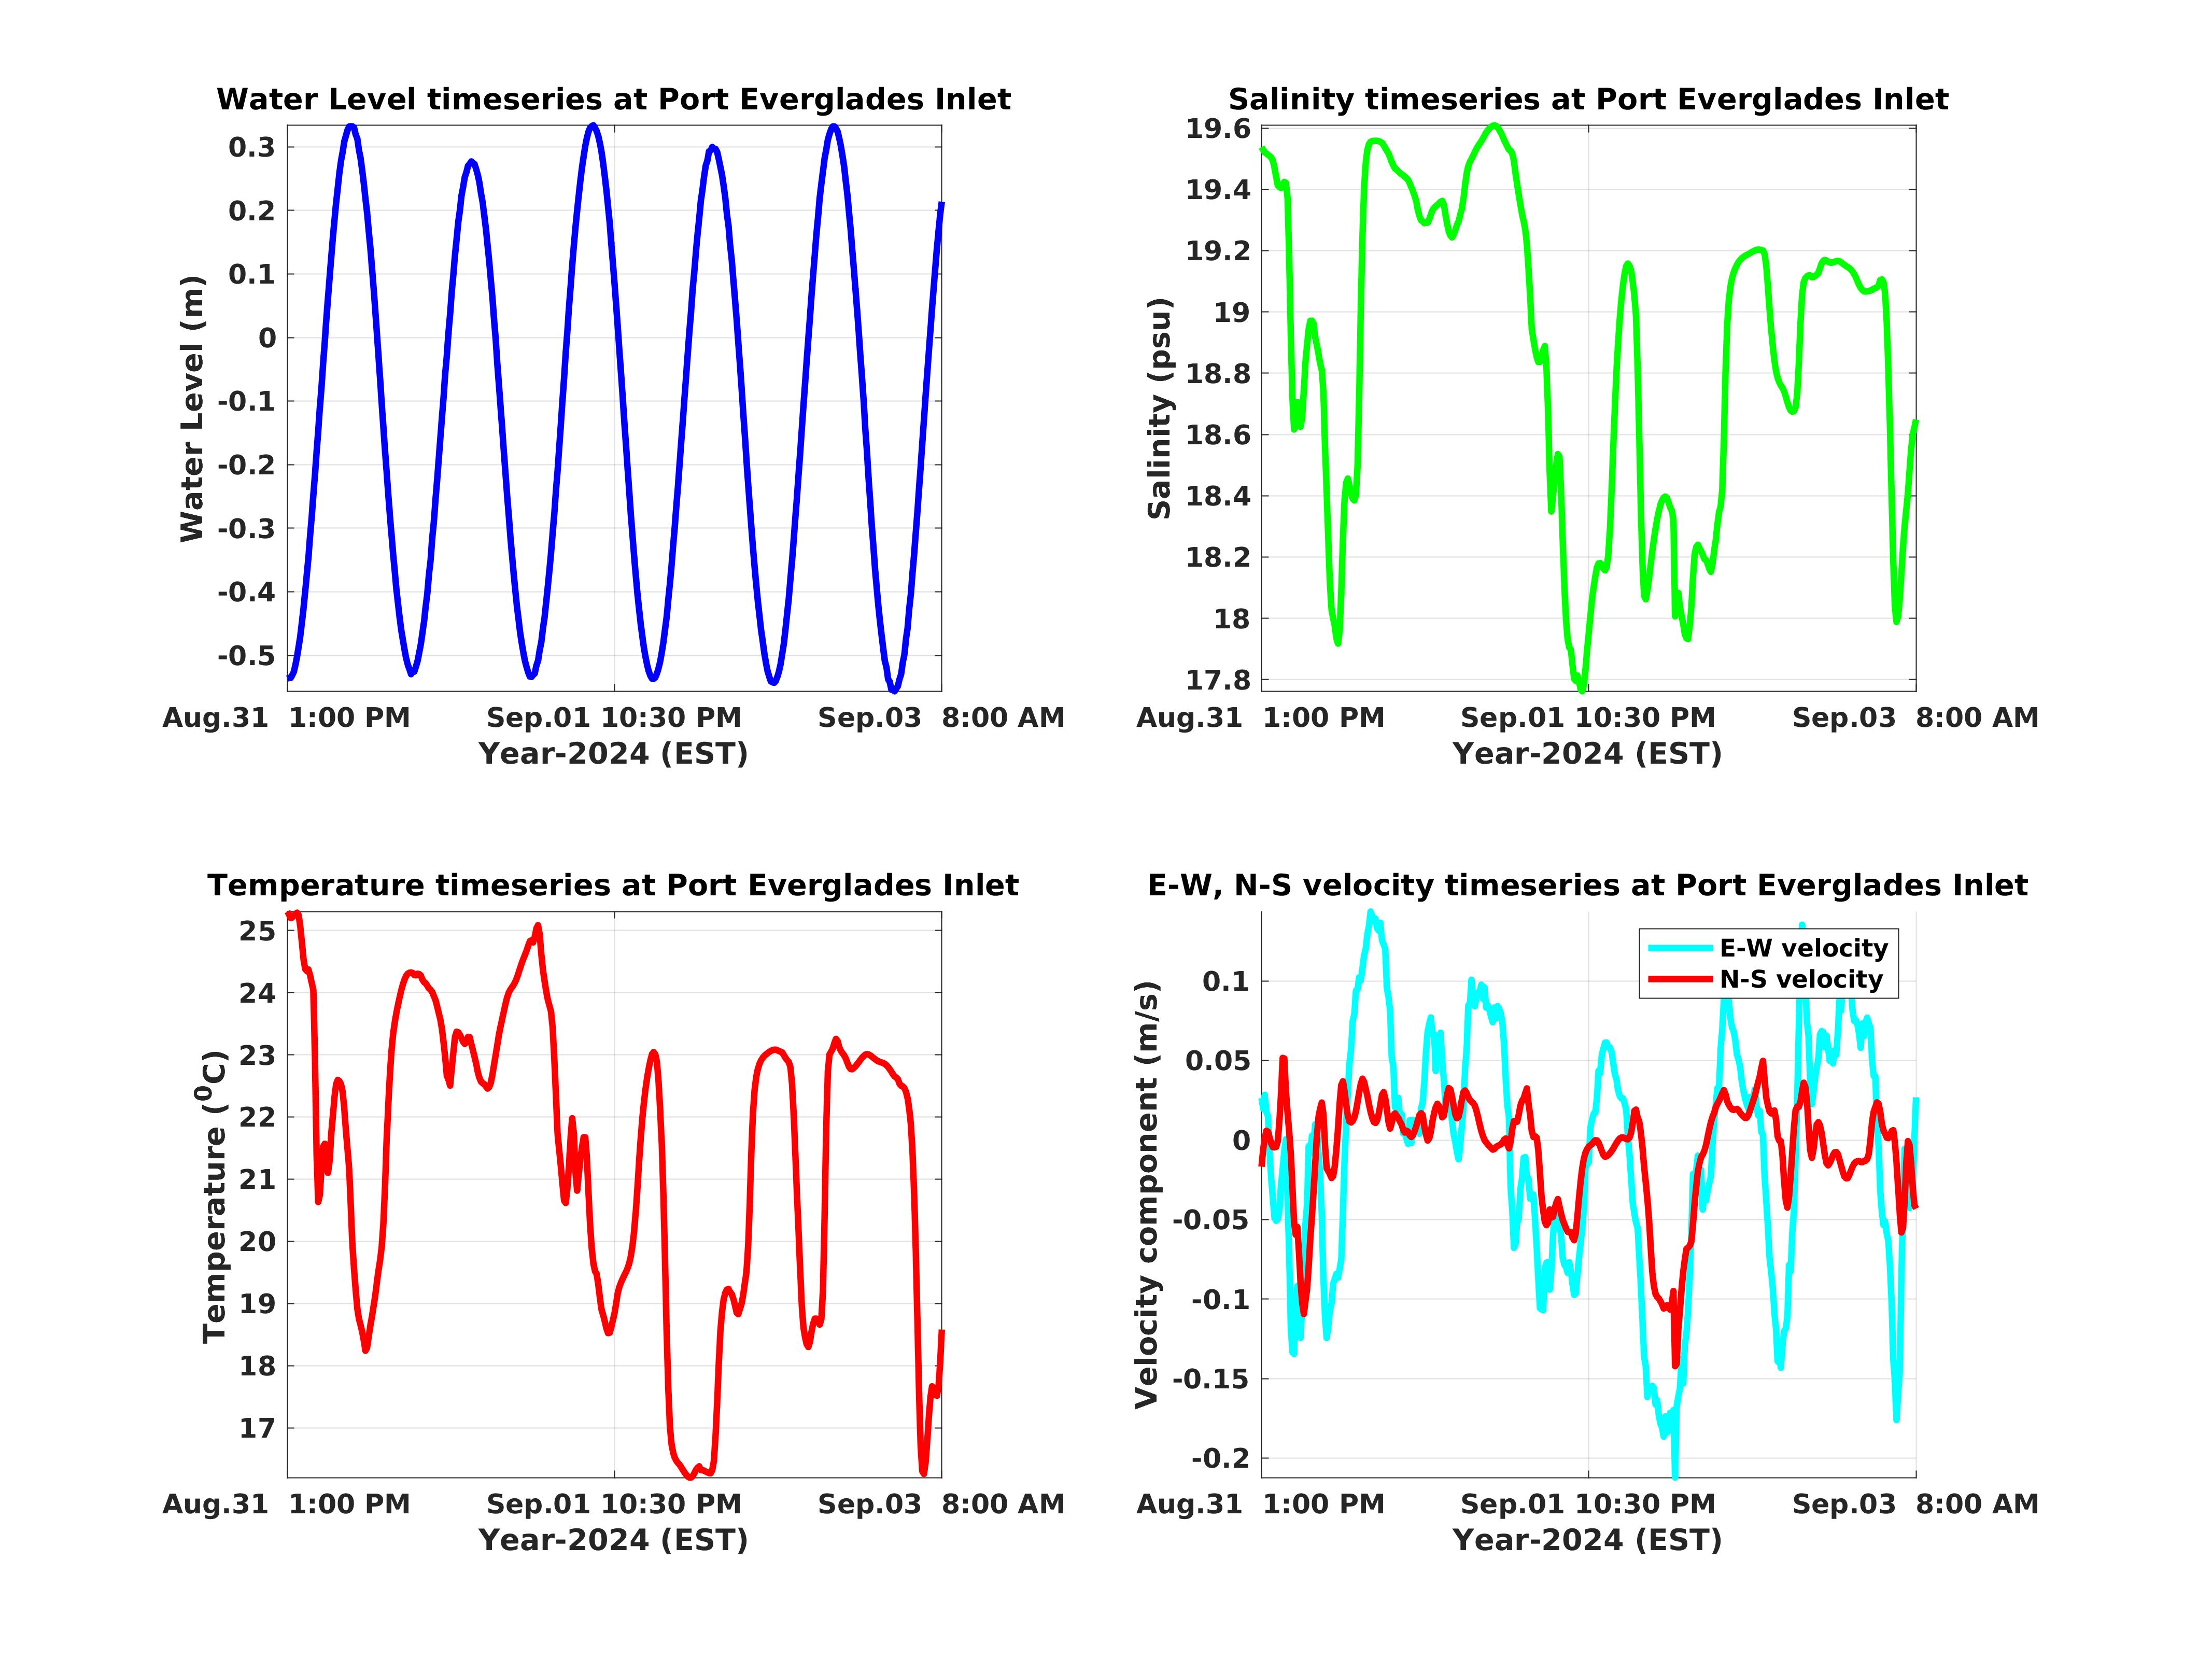 Water Level timeseries at Port Everglades Inlet
0.3
0.2
0.1
0
-0.1
-0.2
-0.3
-0.4
-0.5
Water Level (m)
Aug.31 1:00 PM Sep.01 10:30 PM Sep.03 8:00 AM
Year-2024 (EST)
Salinity timeseries at Port Everglades Inlet
19.6
19.4
19.2
19
18.8
18.6
18.4
18.2
18
17.8
Salinity (psu)
Aug.31 1:00 PM Sep.01 10:30 PM Sep.03 8:00 AM
Year-2024 (EST)
Temperature timeseries at Port Everglades Inlet
25
24
23
22
21
20
19
18
17
Temperature (⁰C)
Aug.31 1:00 PM Sep.01 10:30 PM Sep.03 8:00 AM
Year-2024 (EST)
E-W, N-S velocity timeseries at Port Everglades Inlet
E-W velocity
N-S velocity
0.1
0.05
0
-0.05
-0.1
-0.15
-0.2
Velocity component (m/s)
Aug.31 1:00 PM Sep.01 10:30 PM Sep.03 8:00 AM
Year-2024 (EST)